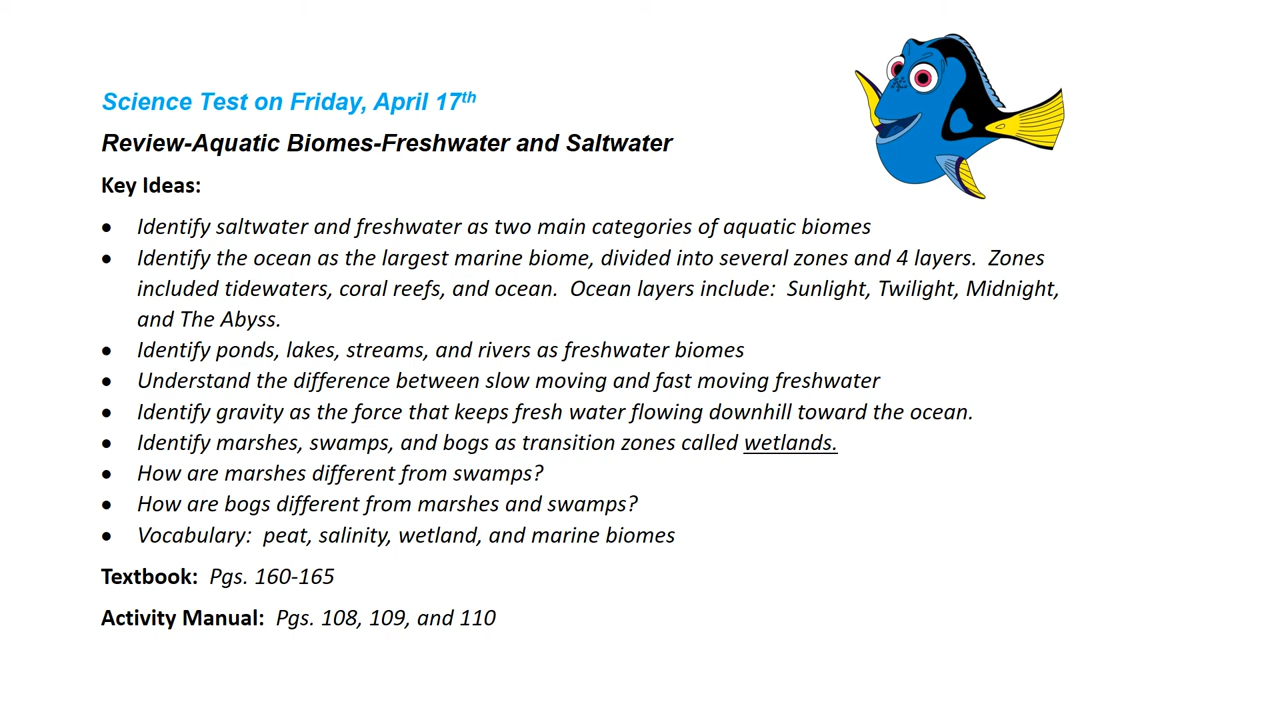 Science Test on Friday, April 17th
Review-Aquatic Biomes-Freshwater and Saltwater
Key Ideas:
• Identify saltwater and freshwater as two main categories of aquatic biomes
• Identify the ocean as the largest marine biome, divided into several zones and 4 layers.  Zones
included tidewaters, coral reefs, and ocean.  Ocean layers include:  Sunlight, Twilight, Midnight,
and The Abyss.
• Identify ponds, lakes, streams, and rivers as freshwater biomes
• Understand the difference between slow moving and fast moving freshwater
• Identify gravity as the force that keeps fresh water flowing downhill toward the ocean.
• Identify marshes, swamps, and bogs as transition zones called wetlands.
• How are marshes different from swamps?
• How are bogs different from marshes and swamps?
• Vocabulary:  peat, salinity, wetland, and marine biomes
Textbook:  Pgs. 160-165
Activity Manual:  Pgs. 108, 109, and 110